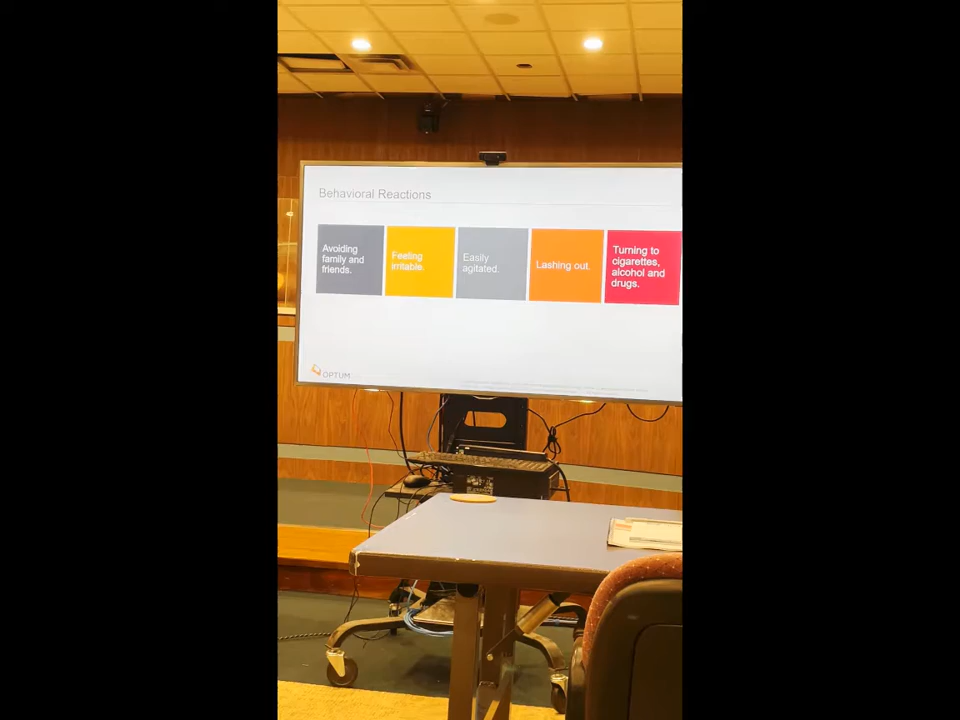 Behavioral Reactions
Avoiding
family and
friends.
Feeling
irritable.
Easily
agitated.
Lashing out.
Turning to
cigarettes,
alcohol and
drugs.
OPTUM